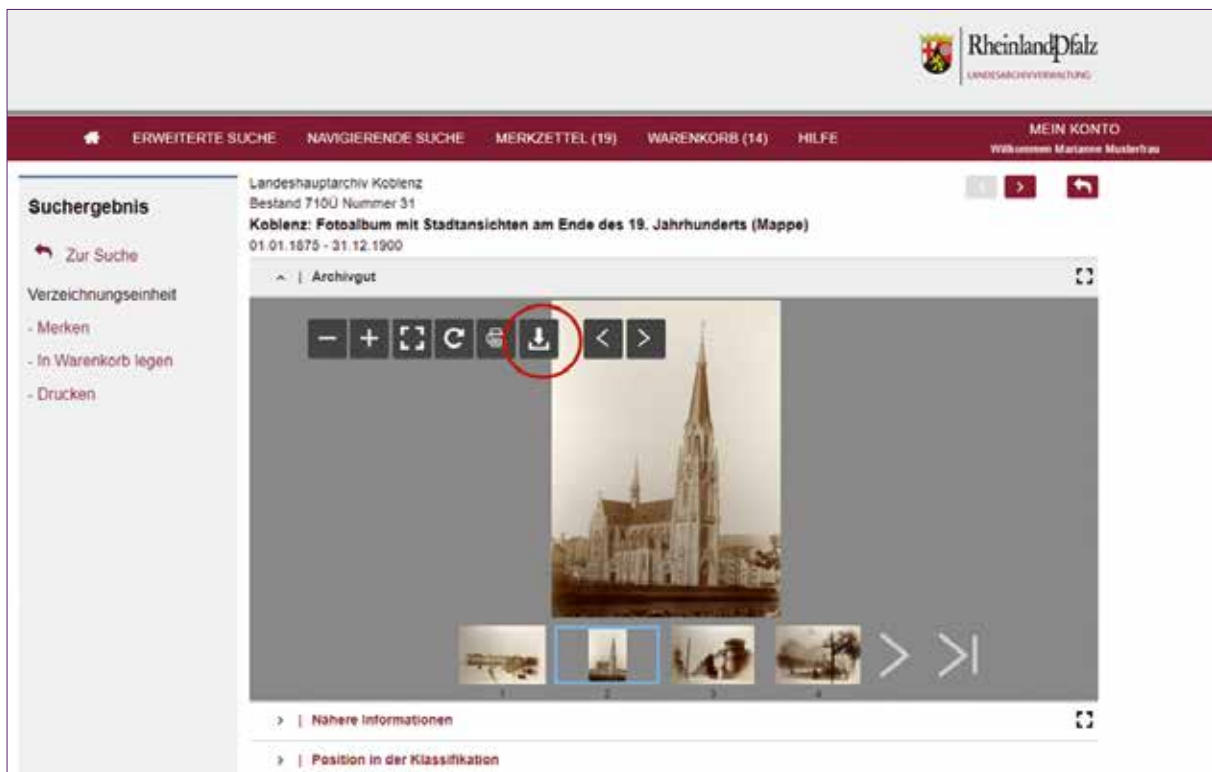 RheinlandPfalz
LANDESARCHIVVERWALTUNG
ERWEITERTE SUCHE NAVIGIERENDE SUCHE MERKZETTEL (19) WARENKORB (14) HILFE
MEIN KONTO
Willkommen Marianne Musterfrau
Suchergebnis
Zur Suche
Verzeichnungseinheit
- Merken
- In Warenkorb legen
- Drucken
Landeshauptarchiv Koblenz
Bestand 710Ü Nummer 31
Koblenz: Fotoalbum mit Stadtansichten am Ende des 19. Jahrhunderts (Mappe)
01.01.1875 - 31.12.1900
| Archivgut
1 2 3 4
| Nähere Informationen
| Position in der Klassifikation